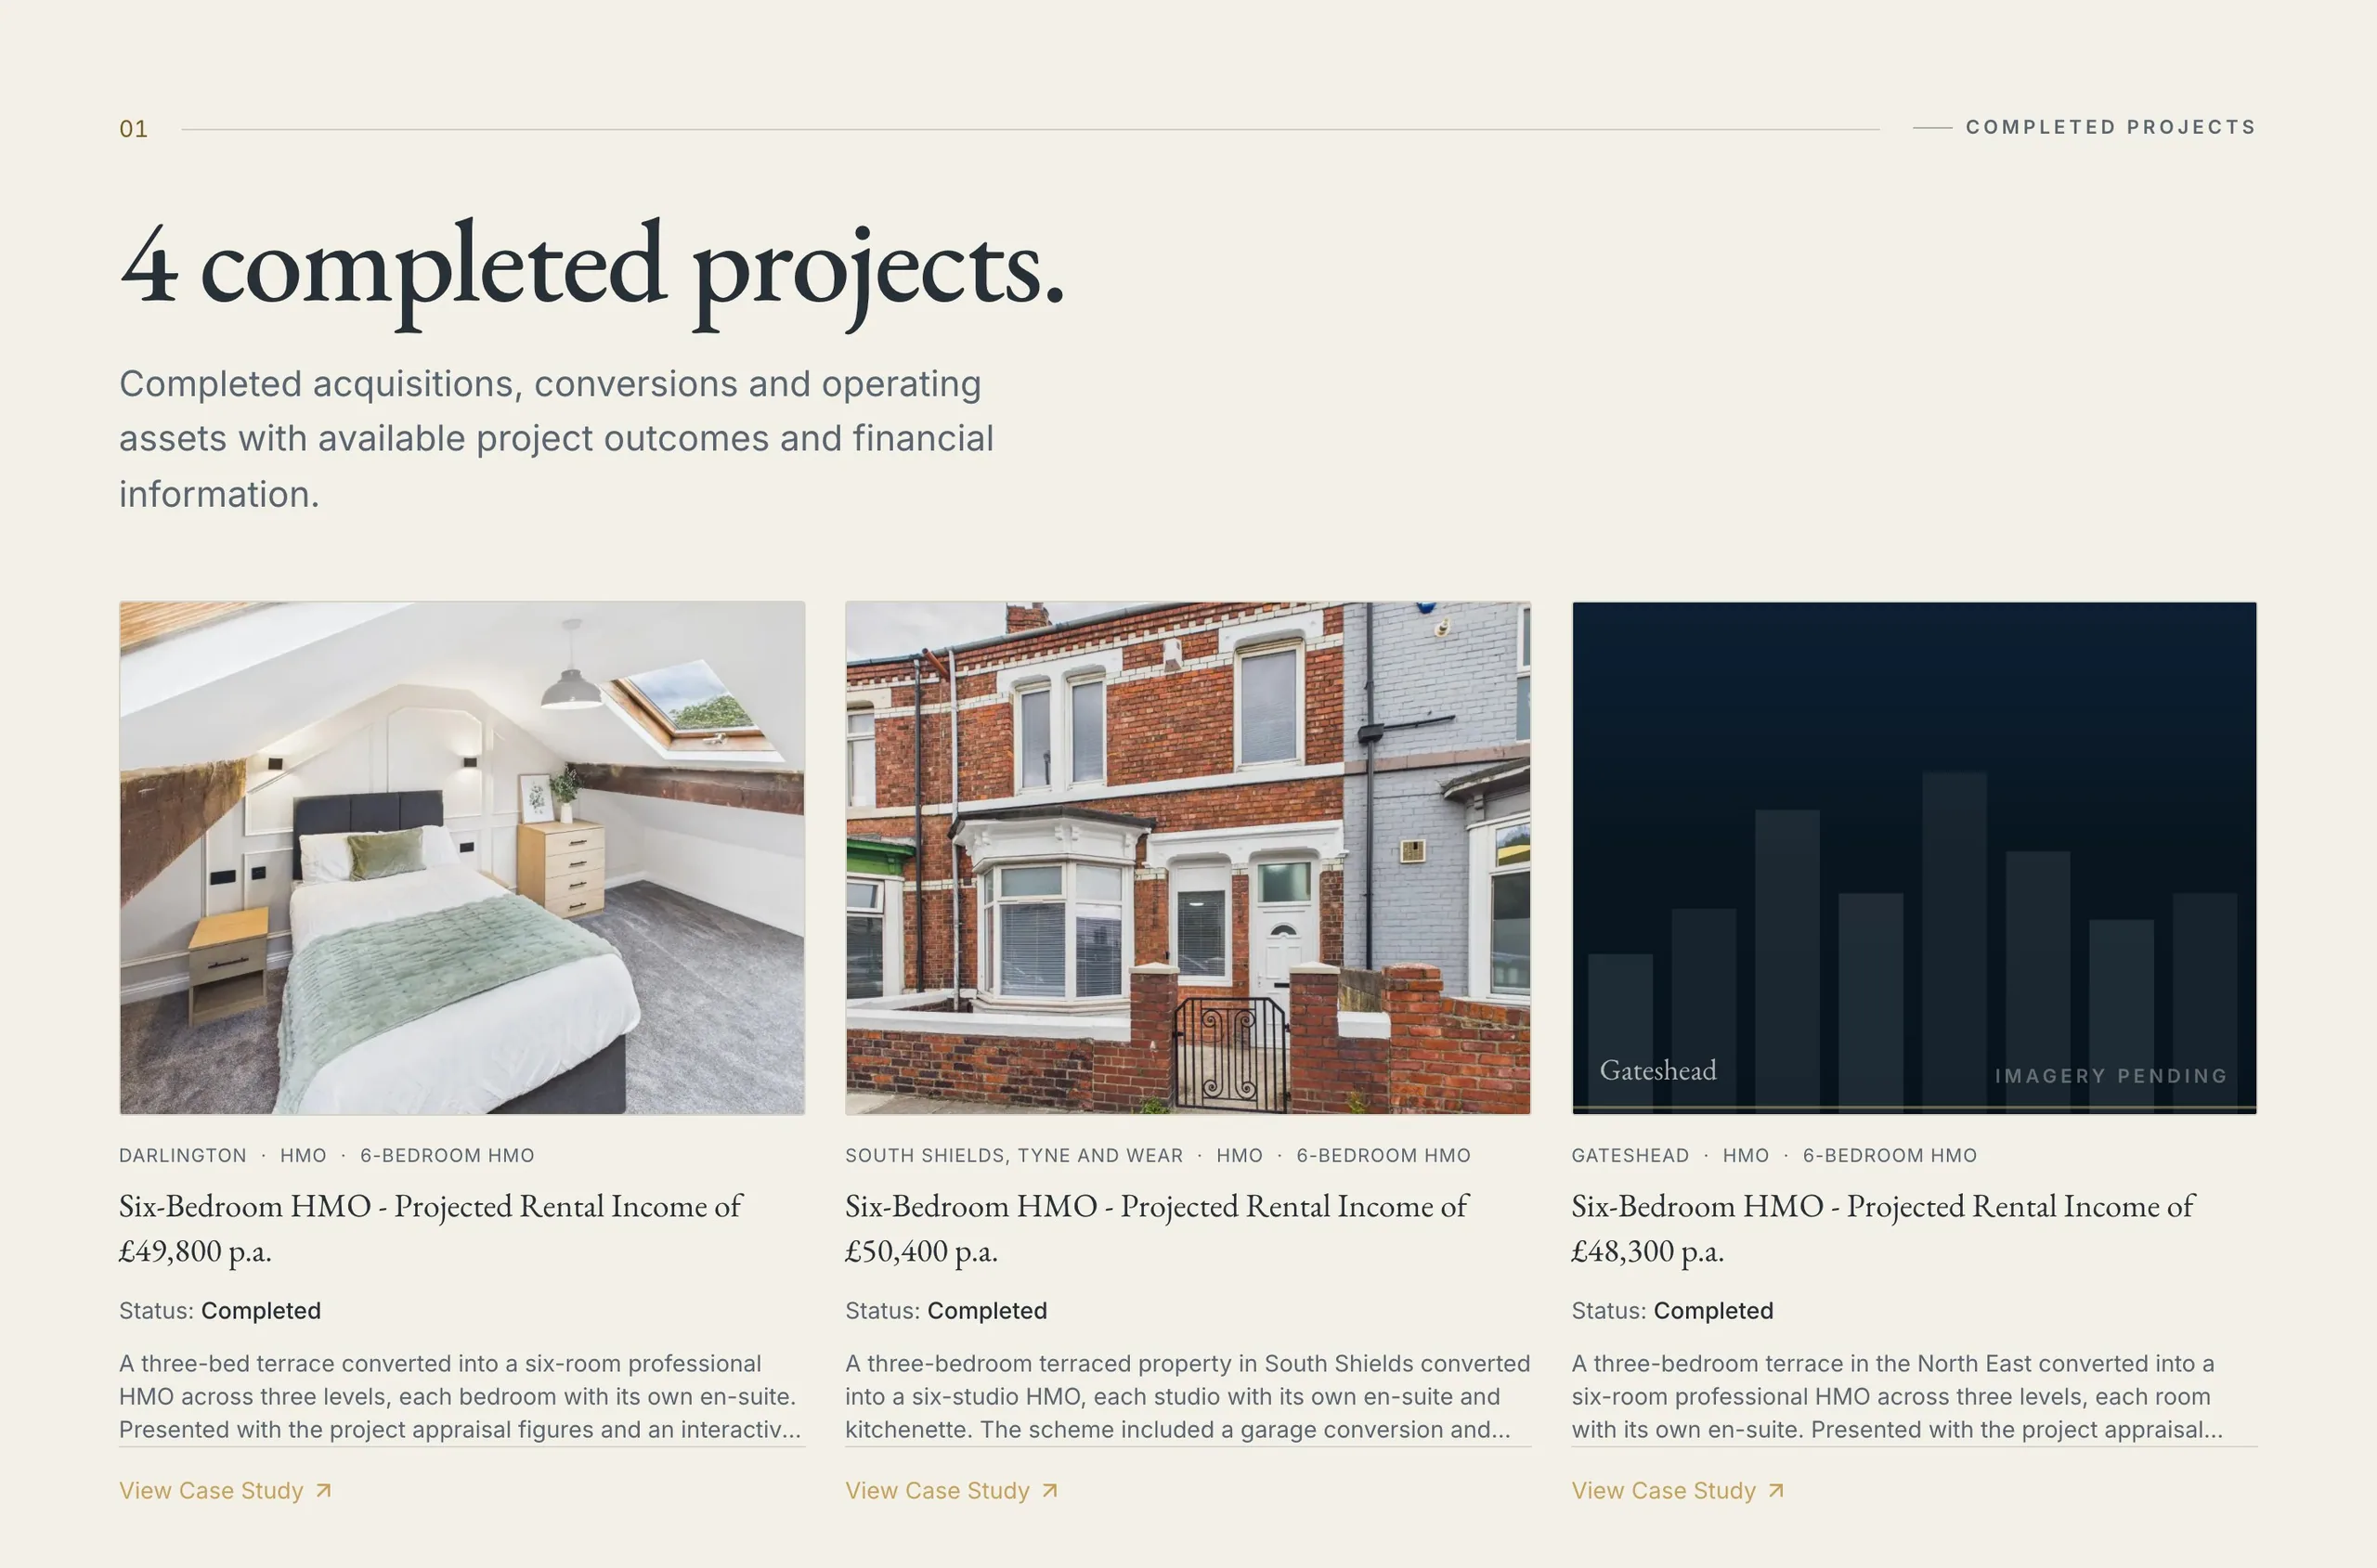 01
COMPLETED PROJECTS
4 completed projects.
Completed acquisitions, conversions and operating
assets with available project outcomes and financial
information.
Gateshead
IMAGERY PENDING
DARLINGTON · HMO · 6-BEDROOM HMO
Six-Bedroom HMO - Projected Rental Income of
£49,800 p.a.
Status: Completed
A three-bed terrace converted into a six-room professional
HMO across three levels, each bedroom with its own en-suite.
Presented with the project appraisal figures and an interactiv...
View Case Study ↗
SOUTH SHIELDS, TYNE AND WEAR · HMO · 6-BEDROOM HMO
Six-Bedroom HMO - Projected Rental Income of
£50,400 p.a.
Status: Completed
A three-bedroom terraced property in South Shields converted
into a six-studio HMO, each studio with its own en-suite and
kitchenette. The scheme included a garage conversion and...
View Case Study ↗
GATESHEAD · HMO · 6-BEDROOM HMO
Six-Bedroom HMO - Projected Rental Income of
£48,300 p.a.
Status: Completed
A three-bedroom terrace in the North East converted into a
six-room professional HMO across three levels, each room
with its own en-suite. Presented with the project appraisal...
View Case Study ↗